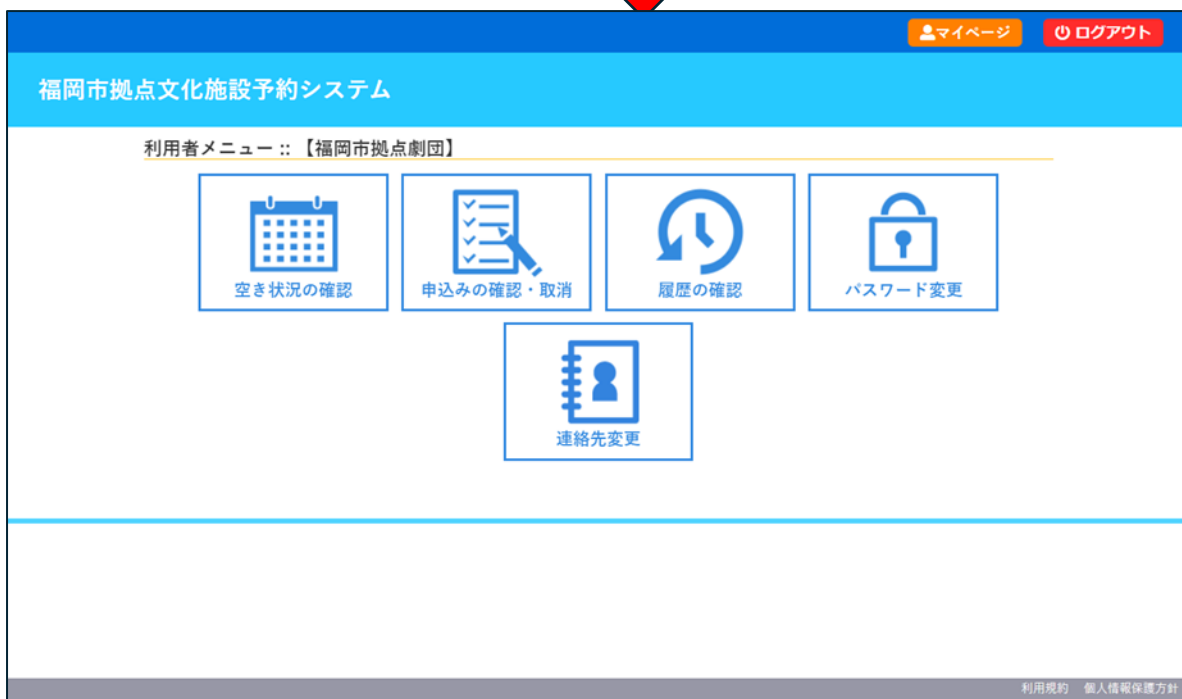 マイページ ログアウト
福岡市拠点文化施設予約システム
利用者メニュー :: 【福岡市拠点劇団】
空き状況の確認 申込みの確認・取消 履歴の確認 パスワード変更
連絡先変更
利用規約 個人情報保護方針